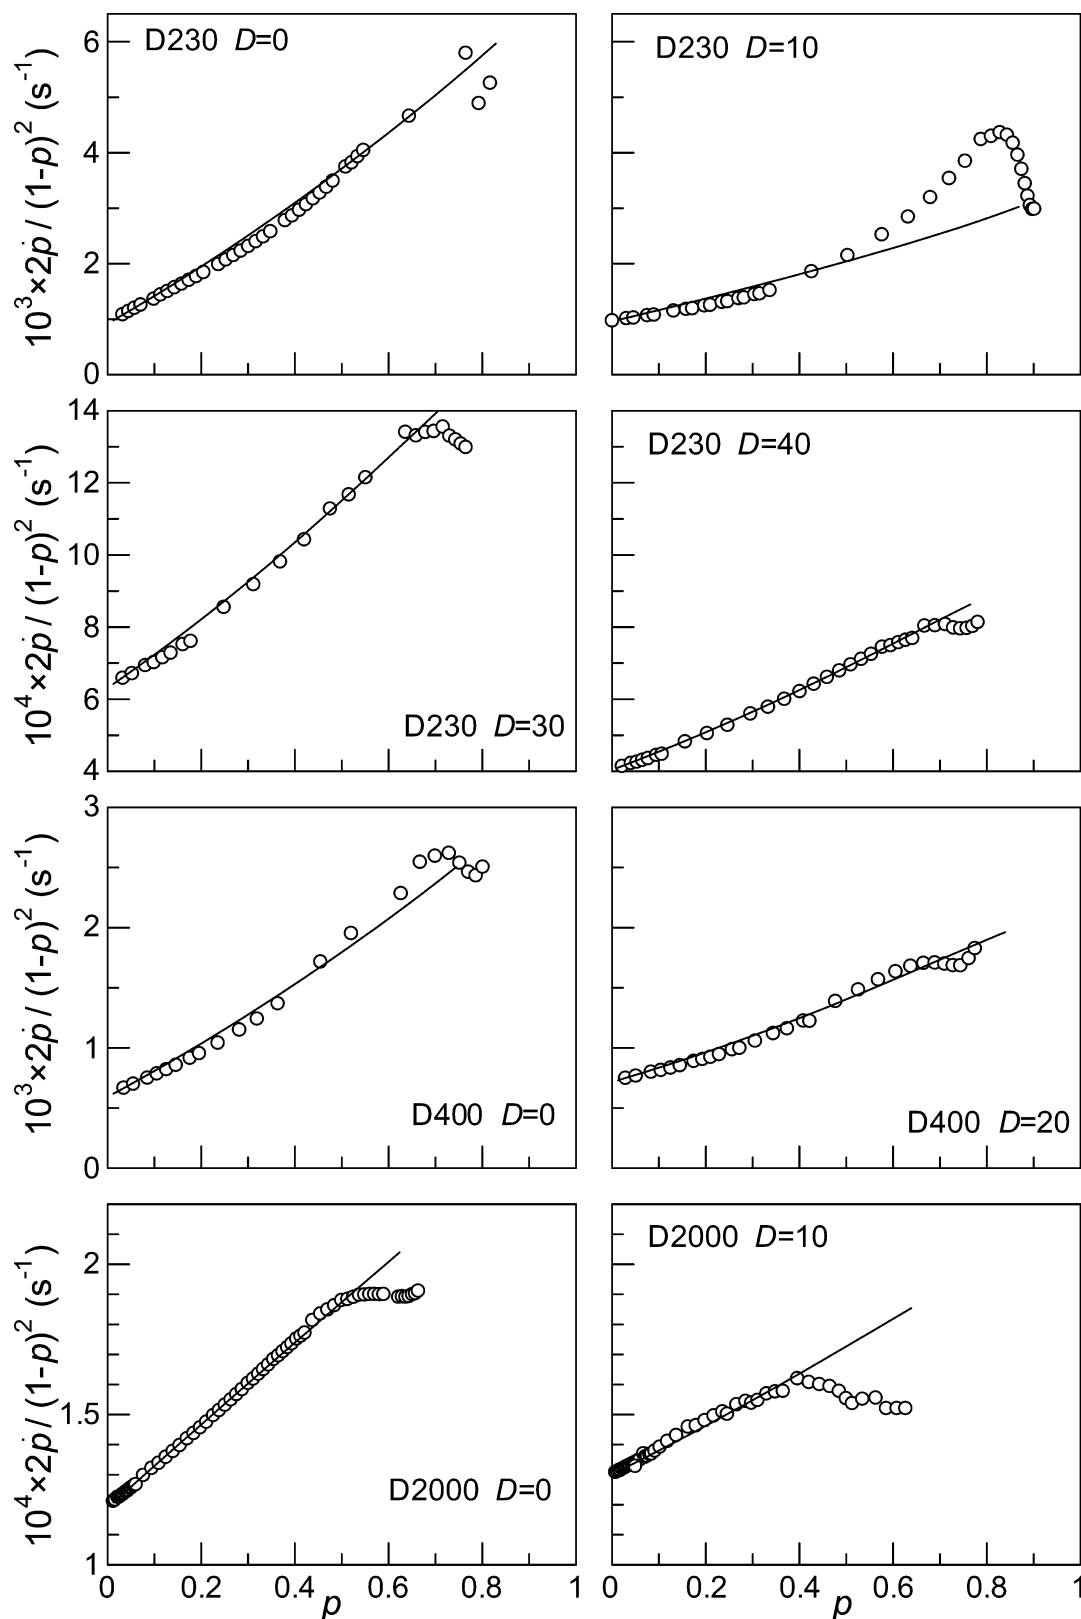 D230 D=0
10³×2ṗ / (1-p)² (s⁻¹)
6
4
2
0
D230 D=10
10⁴×2ṗ / (1-p)² (s⁻¹)
14
12
10
8
6
4
D230 D=30
D230 D=40
10³×2ṗ / (1-p)² (s⁻¹)
3
2
1
0
D400 D=0
D400 D=20
10⁴×2ṗ / (1-p)² (s⁻¹)
2
1.5
1
D2000 D=0
D2000 D=10
0 0.2 0.4 0.6 0.8 1
p
0 0.2 0.4 0.6 0.8 1
p